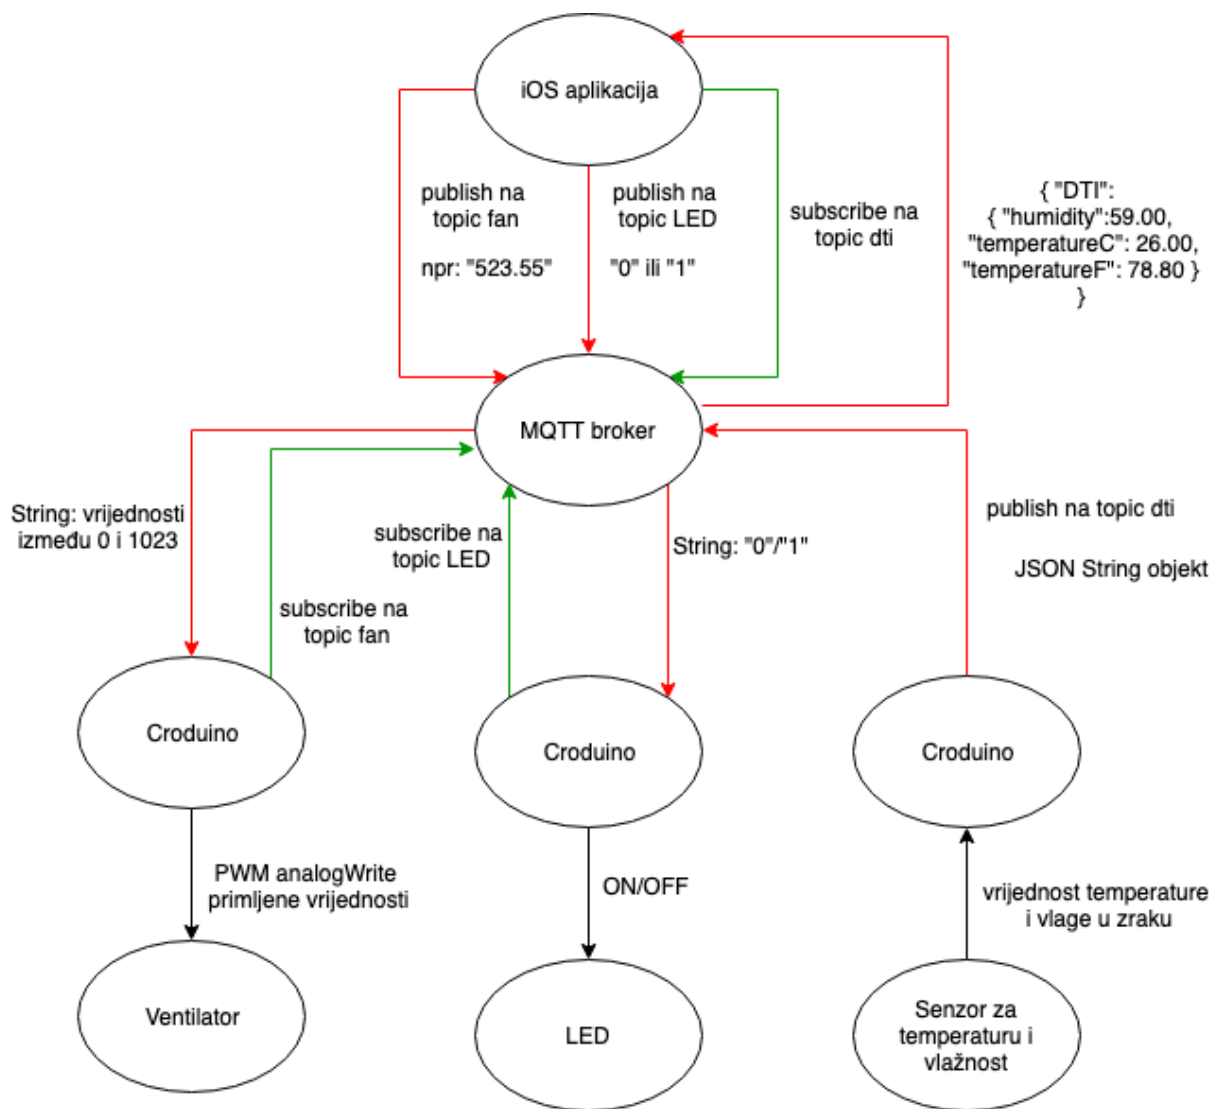 iOS aplikacija
publish na
topic fan
npr: "523.55"
publish na
topic LED
"0" ili "1"
subscribe na
topic dti
{ "DTI":
{ "humidity":59.00,
"temperatureC": 26.00,
"temperatureF": 78.80 }
}
MQTT broker
String: vrijednosti
između 0 i 1023
subscribe na
topic fan
subscribe na
topic LED
String: "0"/"1"
publish na topic dti
JSON String objekt
Croduino
Croduino
Croduino
PWM analogWrite
primljene vrijednosti
ON/OFF
vrijednost temperature
i vlage u zraku
Ventilator
LED
Senzor za
temperaturu i
vlažnost